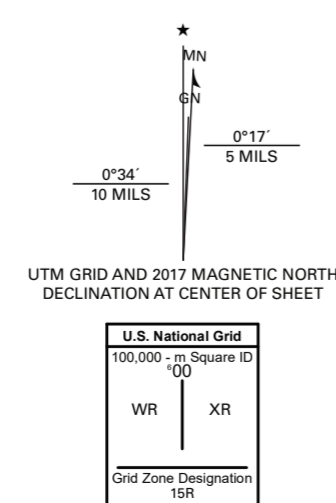 ★
MN
GN
0°17´
5 MILS
0°34´
10 MILS
UTM GRID AND 2017 MAGNETIC NORTH
DECLINATION AT CENTER OF SHEET
U.S. National Grid
100,000 - m Square ID
⁶00
WR XR
Grid Zone Designation
15R